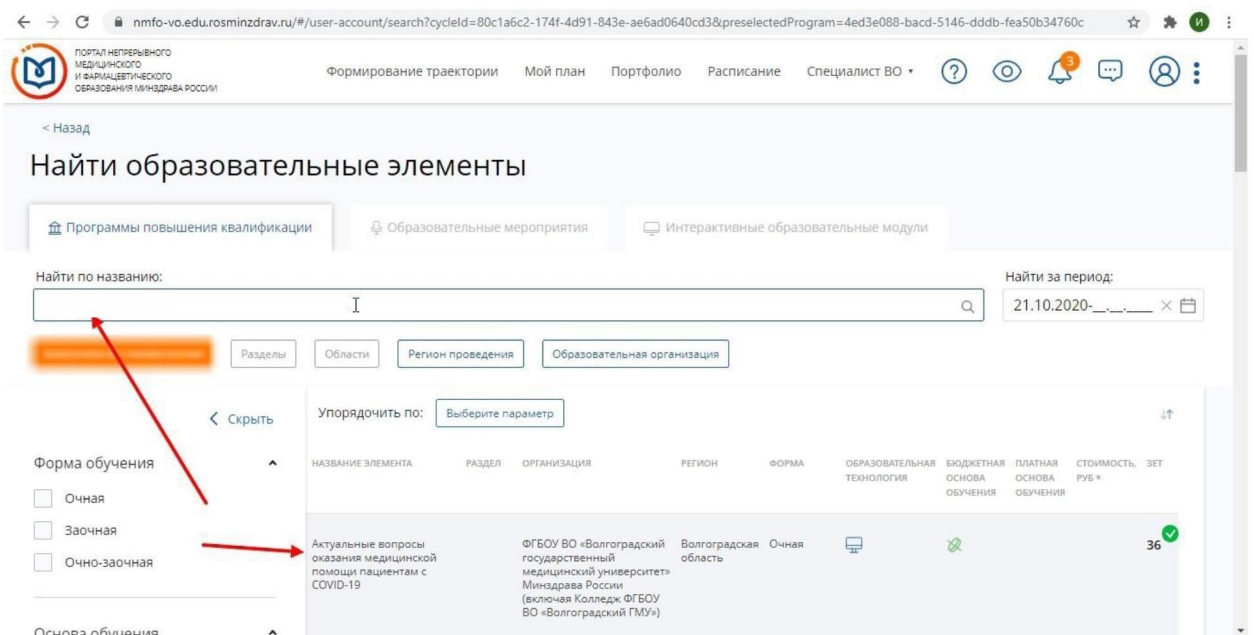 nmfo-vo.edu.rosminzdrav.ru/#/user-account/search?cycleId=80c1a6c2-174f-4d91-843e-ae6ad0640cd3&preselectedProgram=4ed3e088-bacd-5146-dddb-fea50b34760c
И
ПОРТАЛ НЕПРЕРЫВНОГО
МЕДИЦИНСКОГО
И ФАРМАЦЕВТИЧЕСКОГО
ОБРАЗОВАНИЯ МИНЗДРАВА РОССИИ
Формирование траектории Мой план Портфолио Расписание Специалист ВО
3
< Назад
Найти образовательные элементы
Программы повышения квалификации Образовательные мероприятия Интерактивные образовательные модули
Найти по названию: Найти за период:
21.10.2020-__.__.____
Разделы Области Регион проведения Образовательная организация
Скрыть Упорядочить по: Выберите параметр
Форма обучения
Очная
Заочная
Очно-заочная
Основа обучения
НАЗВАНИЕ ЭЛЕМЕНТА РАЗДЕЛ ОРГАНИЗАЦИЯ РЕГИОН ФОРМА ОБРАЗОВАТЕЛЬНАЯ БЮДЖЕТНАЯ ПЛАТНАЯ СТОИМОСТЬ, ЗЕТ
ТЕХНОЛОГИЯ ОСНОВА ОСНОВА РУБ *
ОБУЧЕНИЯ ОБУЧЕНИЯ
Актуальные вопросы ФГБОУ ВО «Волгоградский Волгоградская Очная 36
оказания медицинской государственный область
помощи пациентам с медицинский университет»
COVID-19 Минздрава России
(включая Колледж ФГБОУ
ВО «Волгоградский ГМУ»)